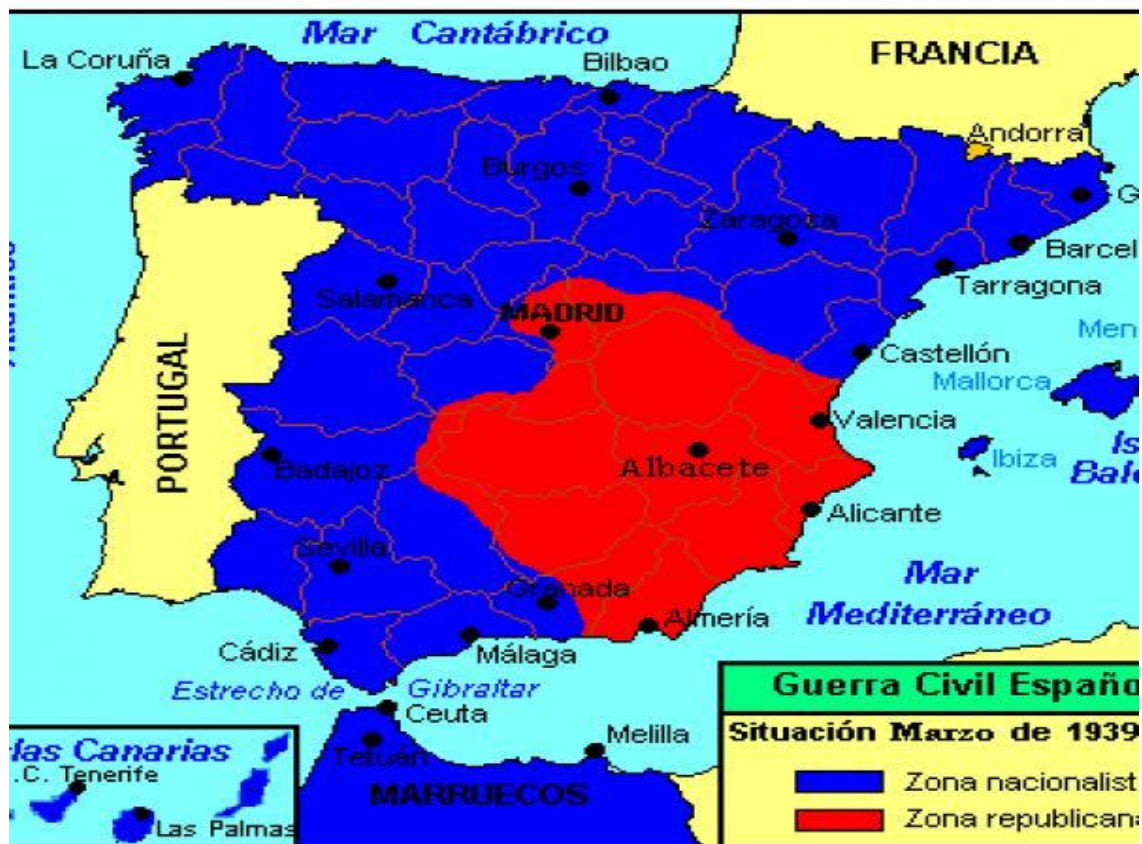 Mar Cantábrico
La Coruña
Bilbao
FRANCIA
Andorra
Burgos
G
Zaragoza
Barcel
Salamanca
Tarragona
MADRID
Men
Castellón
Mallorca
PORTUGAL
Valencia
Badajoz
Albacete
Ibiza
Is
Bale
Alicante
Sevilla
Mar
Mediterráneo
Granada
Almería
Cádiz
Málaga
Estrecho de Gibraltar
Ceuta
Melilla
Tetuán
MARRUECOS
slas Canarias
.C. Tenerife
Las Palmas
Guerra Civil Españo
Situación Marzo de 1939
Zona nacionalist
Zona republicana